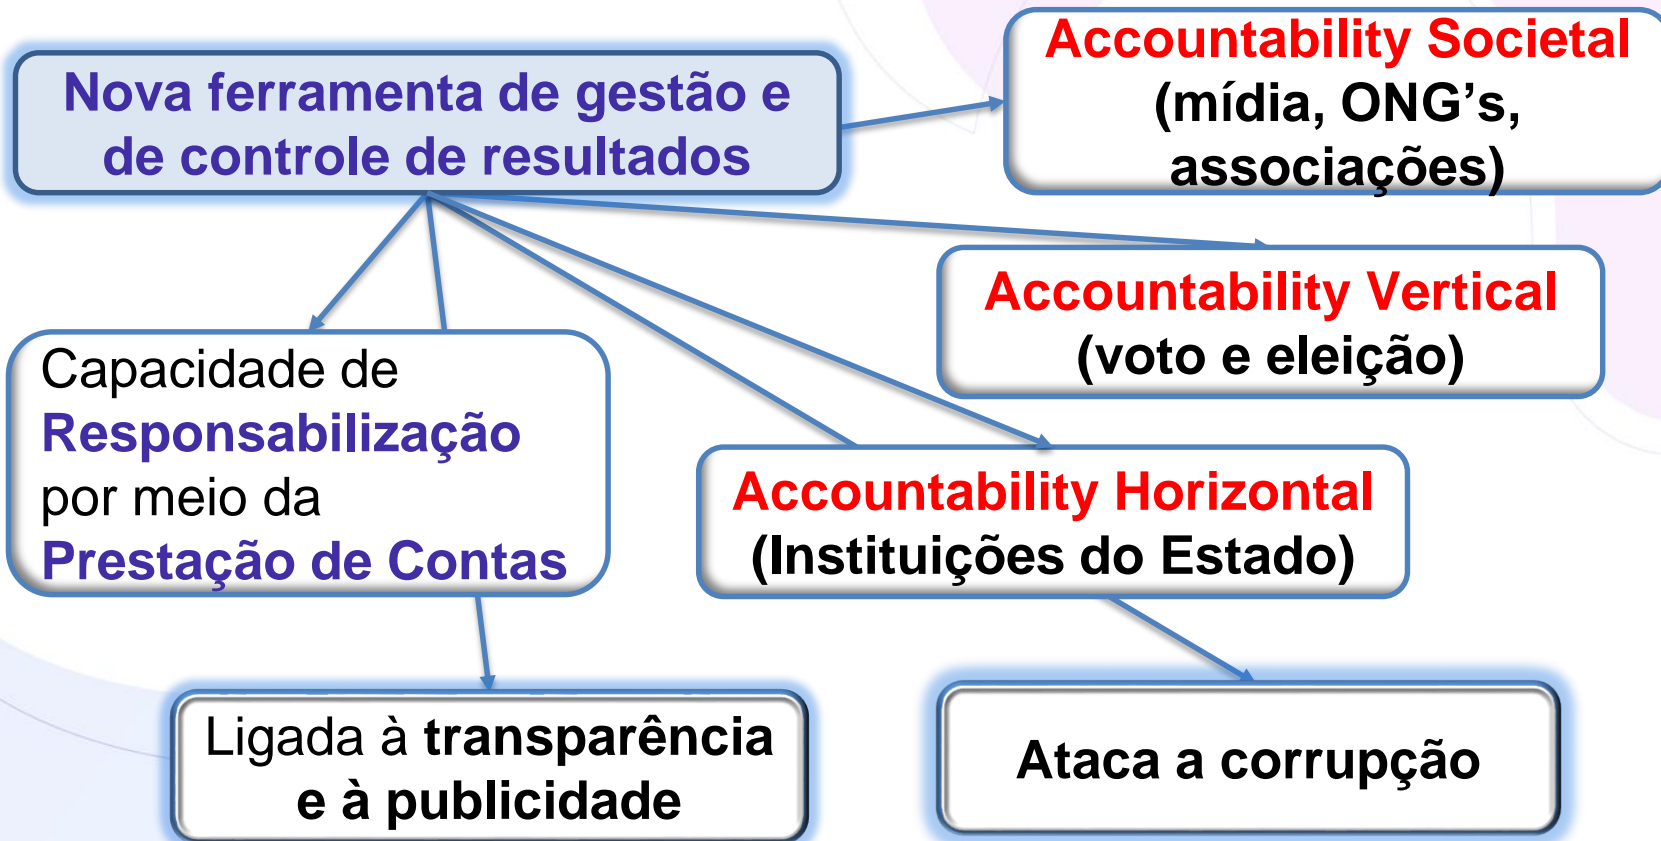 Nova ferramenta de gestão e
de controle de resultados
Accountability Societal
(mídia, ONG’s,
associações)
Accountability Vertical
(voto e eleição)
Capacidade de
Responsabilização
por meio da
Prestação de Contas
Accountability Horizontal
(Instituições do Estado)
Ligada à transparência
e à publicidade
Ataca a corrupção